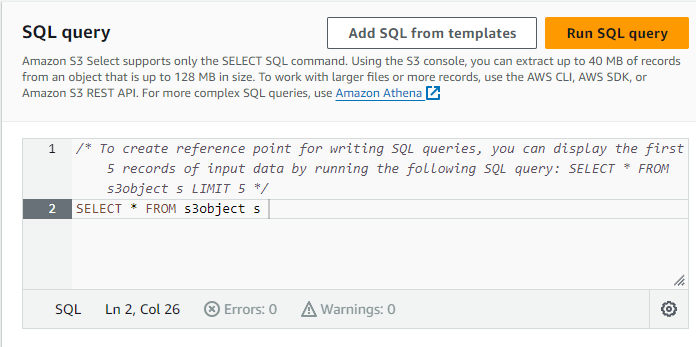 SQL query
Add SQL from templates
Run SQL query
Amazon S3 Select supports only the SELECT SQL command. Using the S3 console, you can extract up to 40 MB of records
from an object that is up to 128 MB in size. To work with larger files or more records, use the AWS CLI, AWS SDK, or
Amazon S3 REST API. For more complex SQL queries, use Amazon Athena
1 /* To create reference point for writing SQL queries, you can display the first
5 records of input data by running the following SQL query: SELECT * FROM
s3object s LIMIT 5 */
2 SELECT * FROM s3object s
SQL Ln 2, Col 26 Errors: 0 Warnings: 0